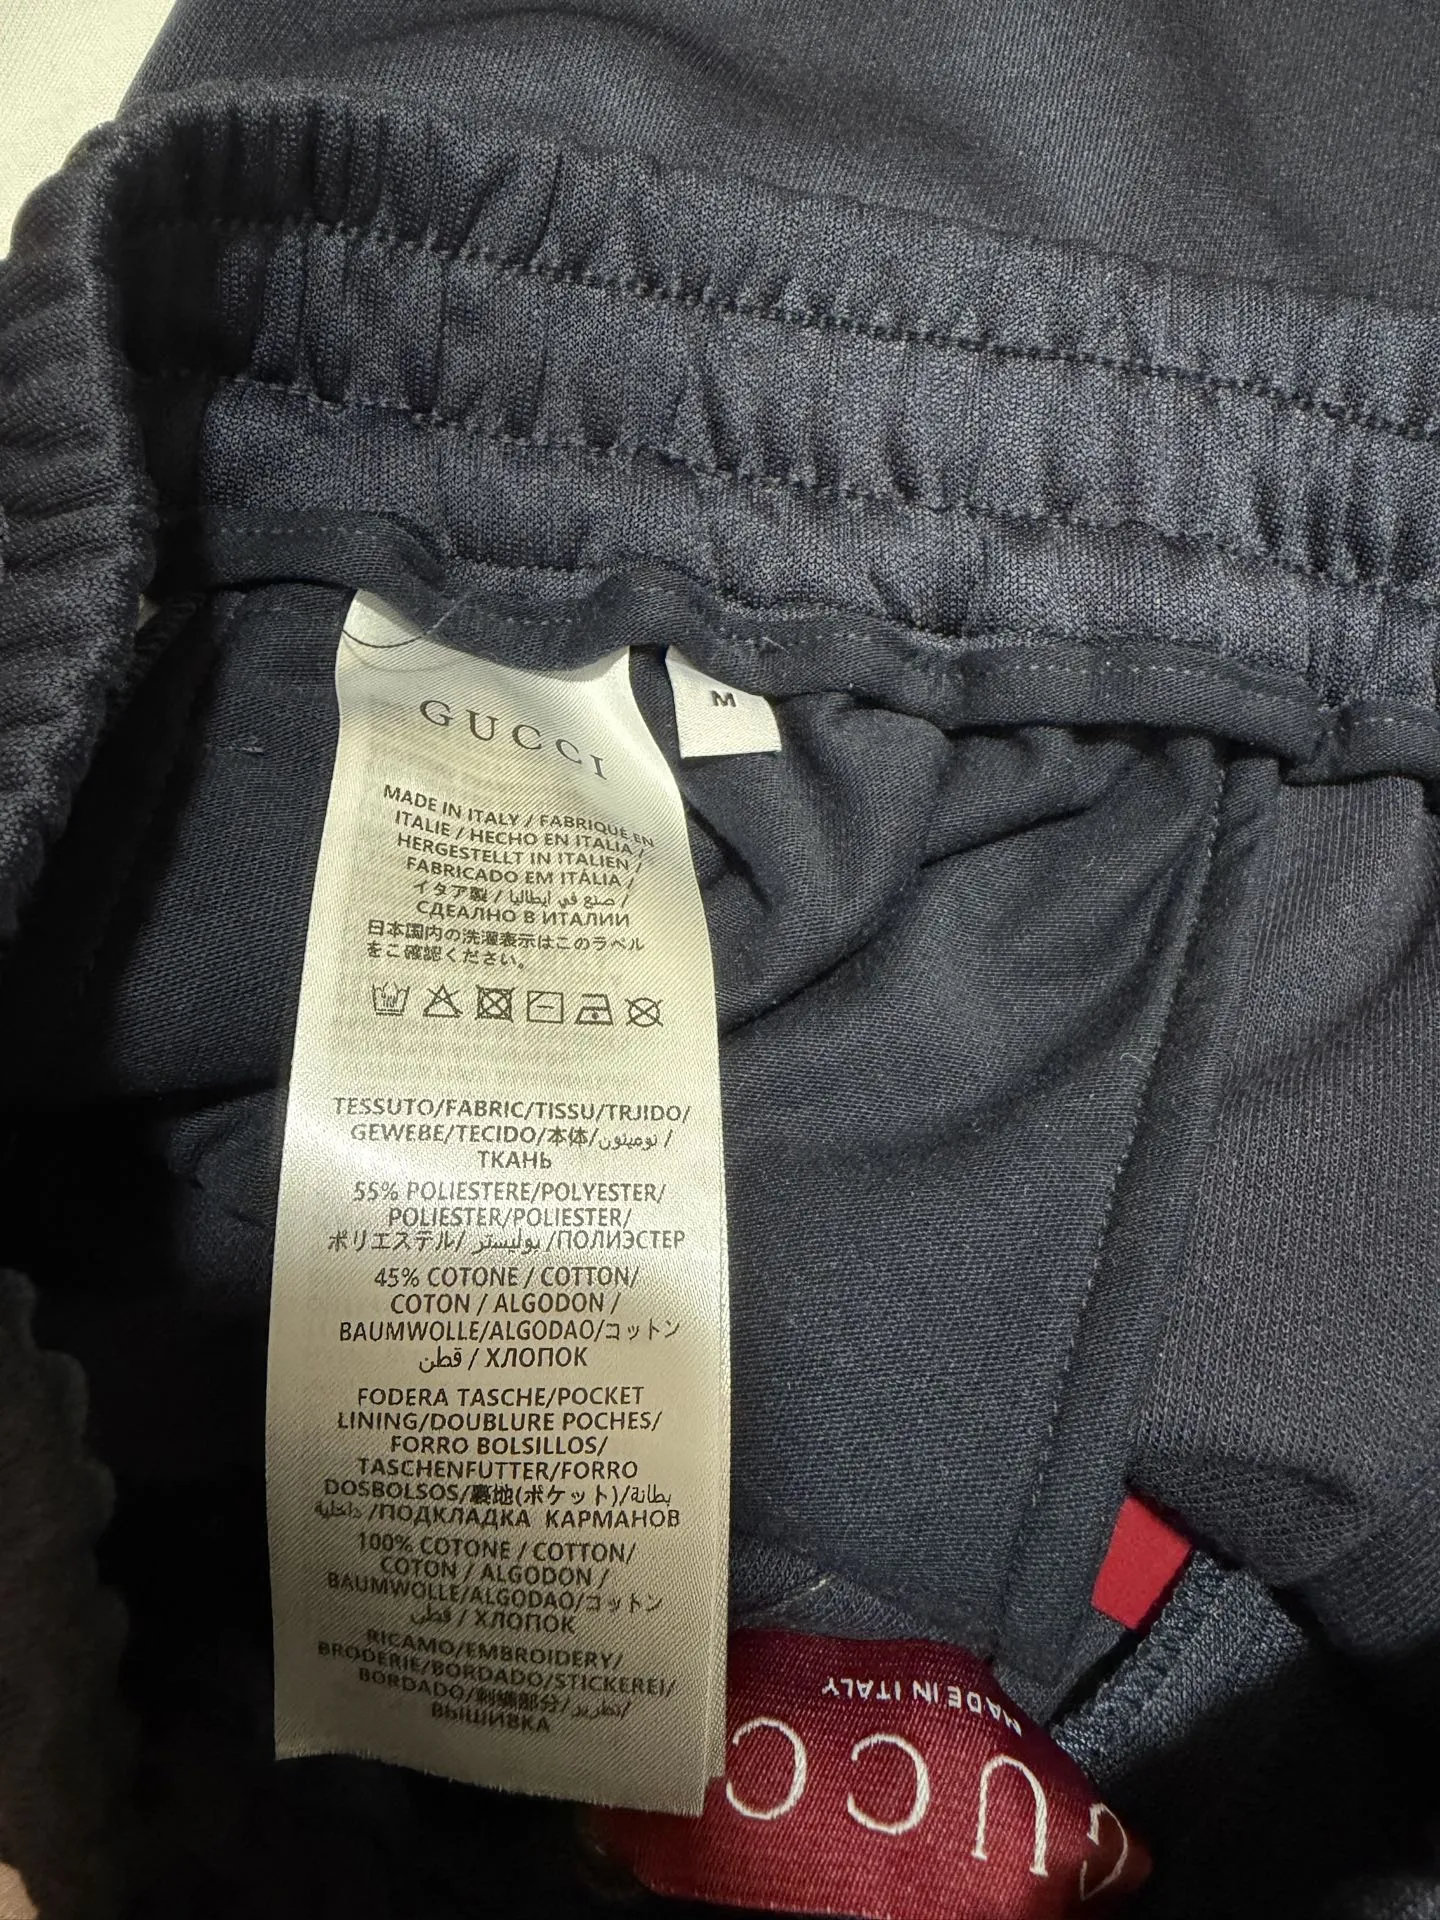 GUCCI
M
MADE IN ITALY / FABRIQUÉ EN
ITALIE / HECHO EN ITALIA /
HERGESTELLT IN ITALIEN /
FABRICADO EM ITÁLIA /
イタア製 / صنع في ايطاليا /
СДЕАЛНО В ИТАЛИИ
日本国内の洗濯表示はこのラベル
をご確認ください。
TESSUTO/FABRIC/TISSU/TRJIDO/
GEWEBE/TECIDO/本体/ /
ТКАНЬ
55% POLIESTERE/POLYESTER/
POLIESTER/POLIESTER/
ポリエステル/ بوليستر /ПОЛИЭСТЕР
45% COTONE / COTTON/
COTON / ALGODON /
BAUMWOLLE/ALGODAO/コットン
قطن / ХЛОПОК
FODERA TASCHE/POCKET
LINING/DOUBLURE POCHES/
FORRO BOLSILLOS/
TASCHENFUTTER/FORRO
DOSBOLSOS/裏地(ポケット)/بطانة
داخلية /ПОДКЛАДКА КАРМАНОВ
100% COTONE / COTTON/
COTON / ALGODON /
BAUMWOLLE/ALGODAO/コットン
قطن / ХЛОПОК
RICAMO/EMBROIDERY/
BRODERIE/BORDADO/STICKEREI/
BORDADO/刺繍部分/تطريز/
ВЫШИВКА
GUCC
MADE IN ITALY